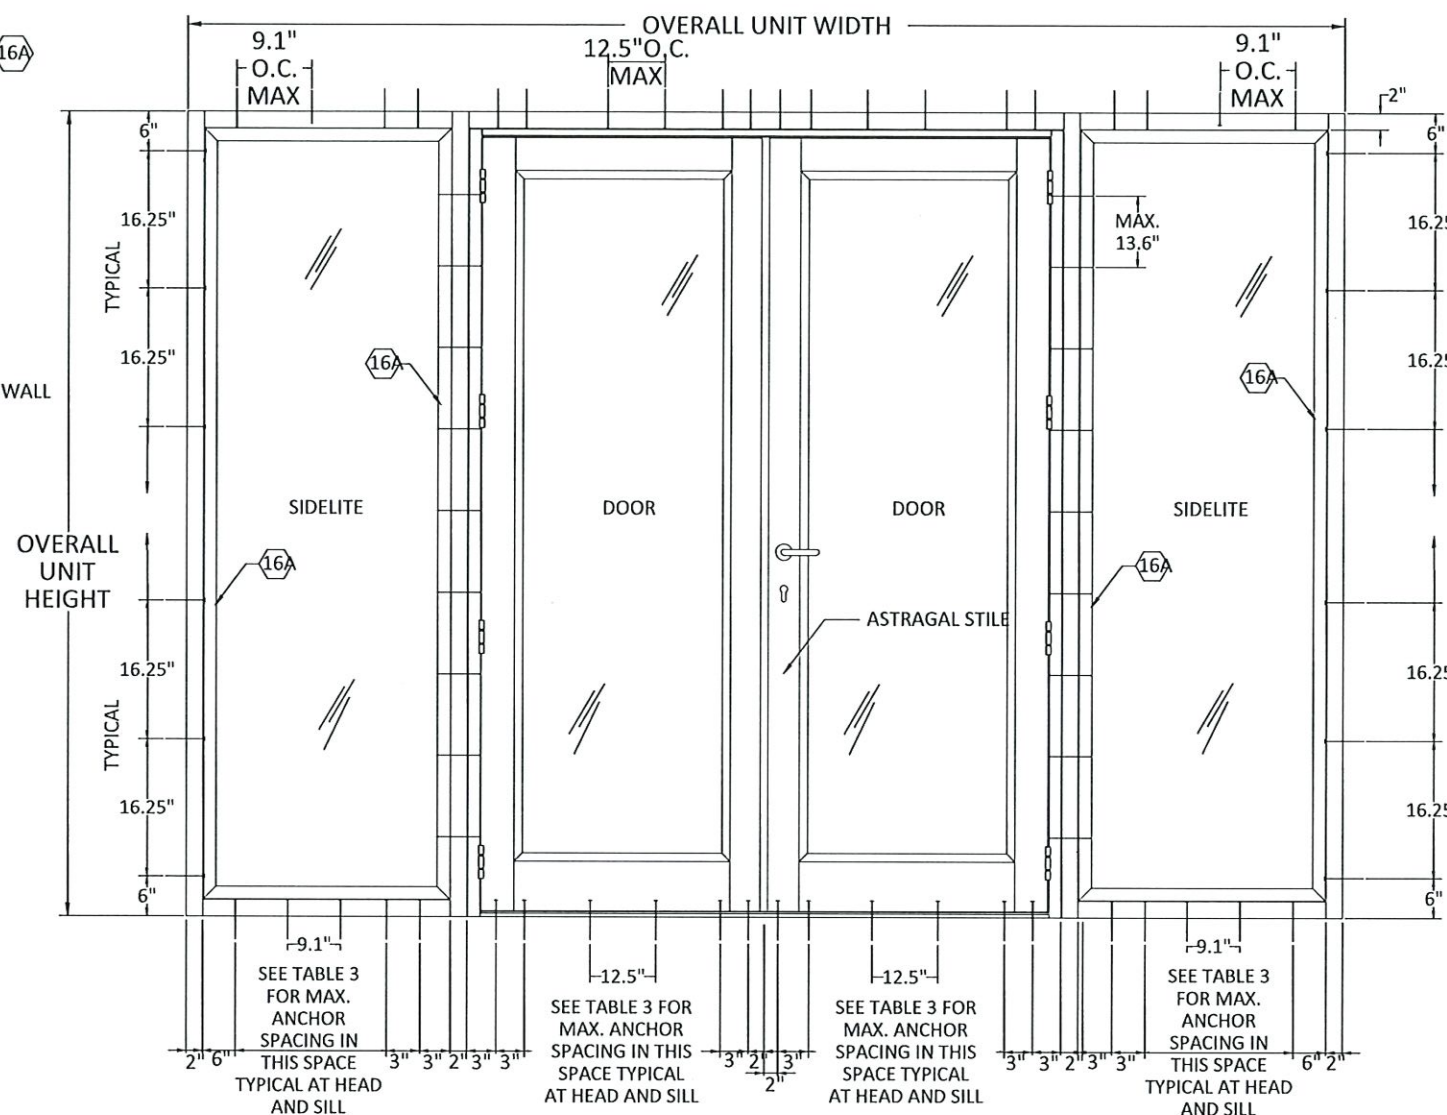 OVERALL UNIT WIDTH
16A
9.1"
O.C.
MAX
12.5"O.C.
MAX
9.1"
O.C.
MAX
2"
6"
6"
16.25"
TYPICAL
16.25"
MAX.
13.6"
16.25
16.25
WALL
16A
16A
SIDELITE
DOOR
DOOR
SIDELITE
OVERALL
UNIT
HEIGHT
16A
16A
ASTRAGAL STILE
16.25"
TYPICAL
16.25"
16.25
16.25
6"
6"
9.1"
SEE TABLE 3
FOR MAX.
ANCHOR
SPACING IN
THIS SPACE
TYPICAL AT HEAD
AND SILL
12.5"
SEE TABLE 3 FOR
MAX. ANCHOR
SPACING IN THIS
SPACE TYPICAL
AT HEAD AND SILL
12.5"
SEE TABLE 3 FOR
MAX. ANCHOR
SPACING IN THIS
SPACE TYPICAL
AT HEAD AND SILL
9.1"
SEE TABLE 3
FOR MAX.
ANCHOR
SPACING IN
THIS SPACE
TYPICAL AT HEAD
AND SILL
2" 6" 3" 3" 2" 3" 3" 3" 2" 3" 3" 3" 2" 3" 3" 6" 2"
2"